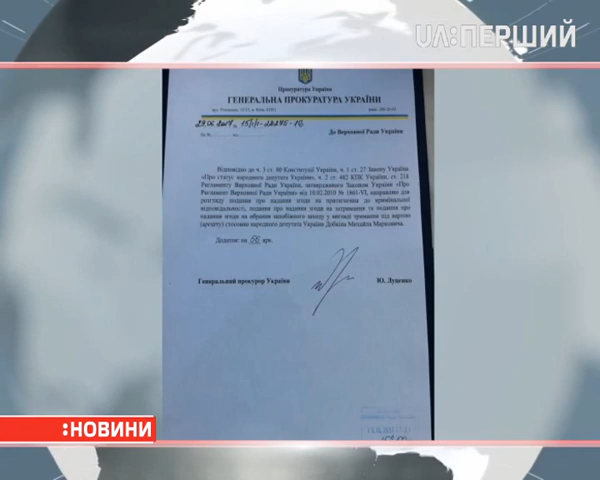 UA:ПЕРШИЙ
Прокуратура України
ГЕНЕРАЛЬНА ПРОКУРАТУРА УКРАЇНИ
До Верховної Ради України
Відповідно до ч. 3 ст. 80 Конституції України, ч. 1 ст. 27 Закону України
«Про статус народного депутата України», ч. 2 ст. 482 КПК України, ст. 218
Регламенту Верховної Ради України, затвердженого Законом України «Про
Регламент Верховної Ради України» від 10.02.2010 № 1861-VI, направляю для
розгляду подання про надання згоди на притягнення до кримінальної
відповідальності, подання про надання згоди на затримання та подання про
надання згоди на обрання запобіжного заходу у вигляді тримання під вартою
(арешту) стосовно народного депутата України Добкіна Михайла Марковича.
Додаток: на 50 арк.
Генеральний прокурор України Ю. Луценко
:НОВИНИ